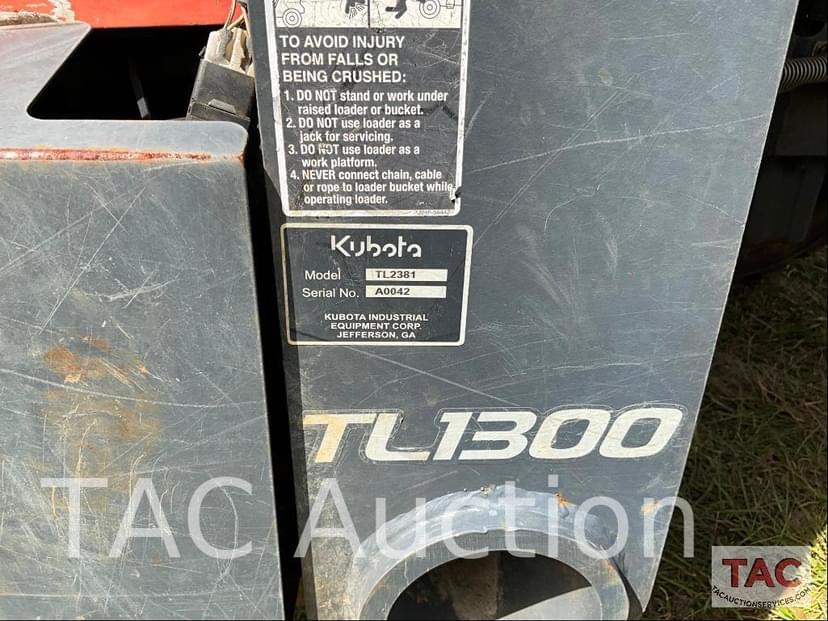 TO AVOID INJURY
FROM FALLS OR
BEING CRUSHED:
1. DO NOT stand or work under
raised loader or bucket.
2. DO NOT use loader as a
jack for servicing.
3. DO NOT use loader as a
work platform.
4. NEVER connect chain, cable
or rope to loader bucket while
operating loader.
Kubota
Model TL2381
Serial No. A0042
KUBOTA INDUSTRIAL
EQUIPMENT CORP.
JEFFERSON, GA
TL1300
TAC Auction
TAC
TACAUCTIONSERVICES.COM